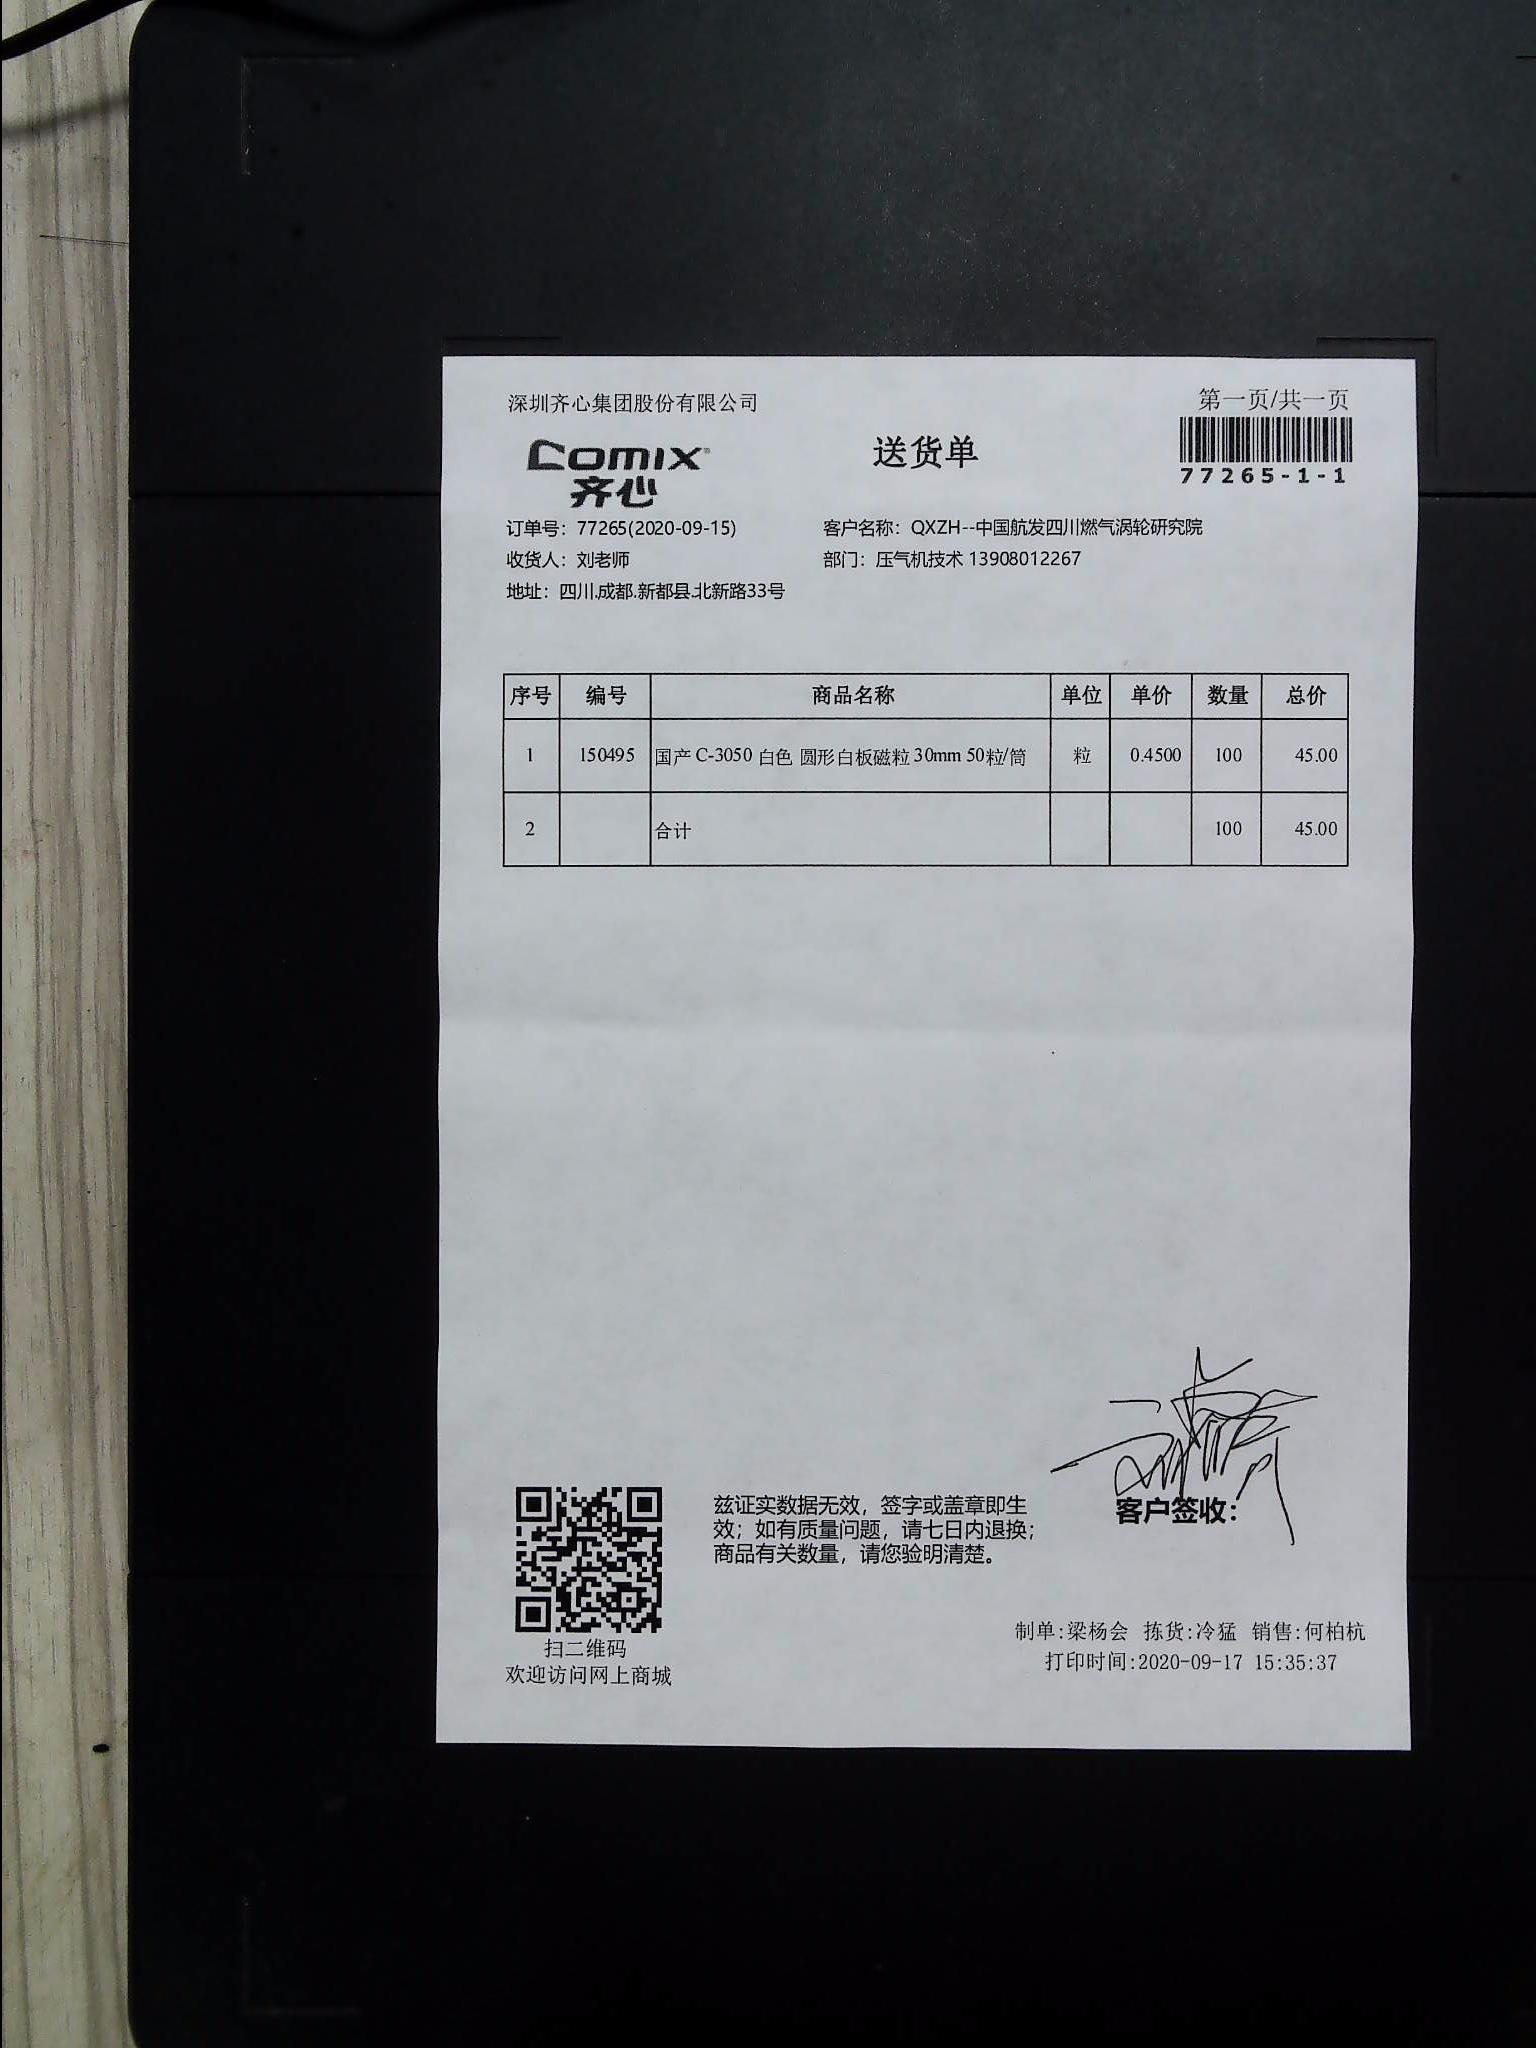 深圳齐心集团股份有限公司
第一页/共一页
comix
齐心
送货单
77265-1-1
订单号：77265(2020-09-15)
客户名称：QXZH--中国航发四川燃气涡轮研究院
收货人：刘老师
部门：压气机技术 13908012267
地址：四川.成都.新都县.北新路33号
序号 编号 商品名称 单位 单价 数量 总价
1 150495 国产 C-3050 白色 圆形白板磁粒 30mm 50粒/筒 粒 0.4500 100 45.00
2 合计 100 45.00
兹证实数据无效，签字或盖章即生
效；如有质量问题，请七日内退换；
商品有关数量，请您验明清楚。
客户签收：
扫二维码
欢迎访问网上商城
制单:梁杨会 拣货:冷猛 销售:何柏杭
打印时间:2020-09-17 15:35:37